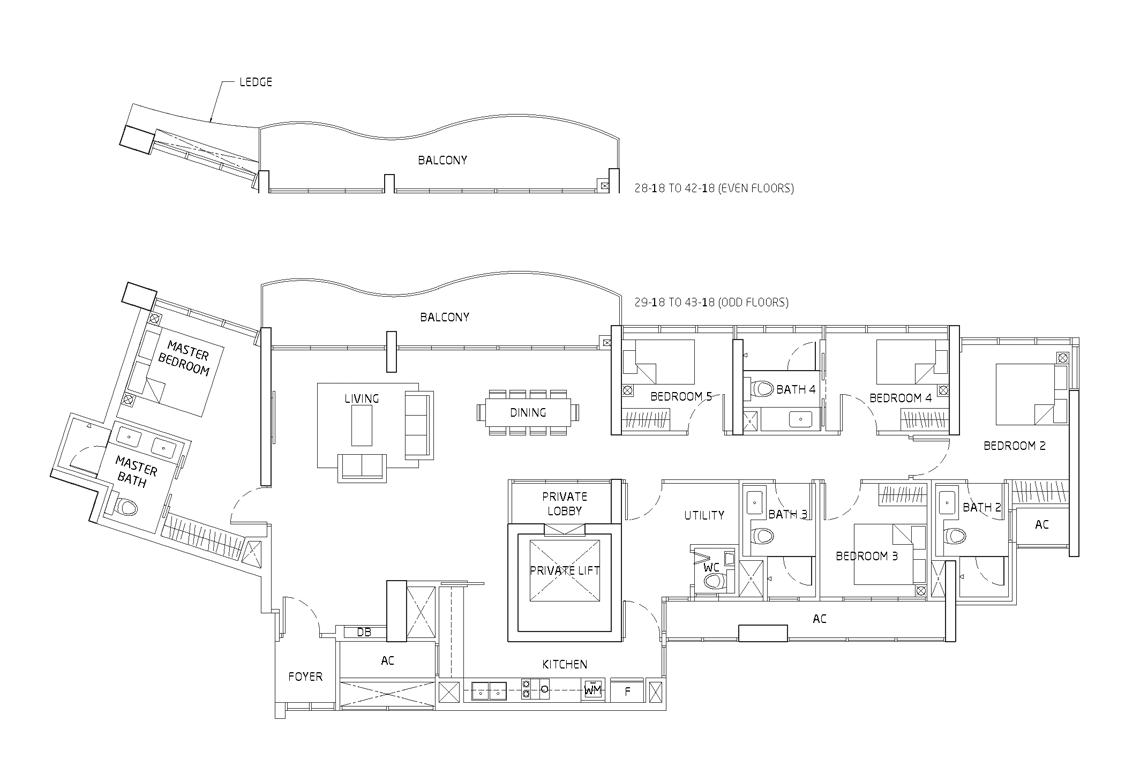 LEDGE
BALCONY
28-18 TO 42-18 (EVEN FLOORS)
29-18 TO 43-18 (ODD FLOORS)
BALCONY
MASTER
BEDROOM
LIVING
DINING
BEDROOM 5
BATH 4
BEDROOM 4
BEDROOM 2
MASTER
BATH
PRIVATE
LOBBY
UTILITY
BATH 3
BATH 2
AC
BEDROOM 3
PRIVATE LIFT
WC
AC
DB
AC
KITCHEN
FOYER
WM
F